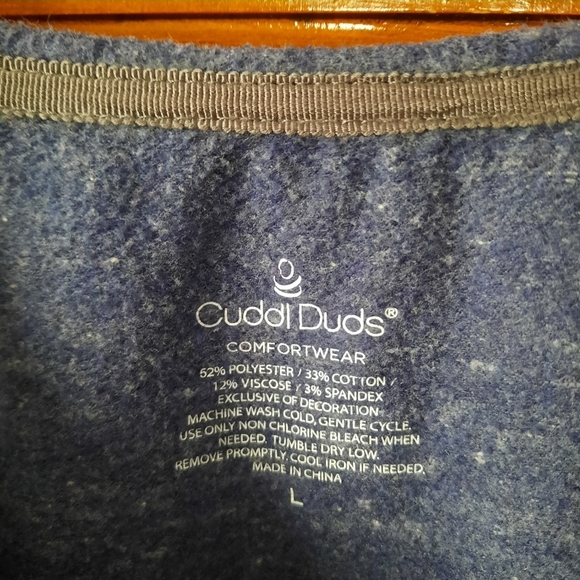 Cuddl Duds®
COMFORTWEAR
52% POLYESTER / 33% COTTON /
12% VISCOSE / 3% SPANDEX
EXCLUSIVE OF DECORATION
MACHINE WASH COLD, GENTLE CYCLE.
USE ONLY NON CHLORINE BLEACH WHEN
NEEDED. TUMBLE DRY LOW.
REMOVE PROMPTLY. COOL IRON IF NEEDED.
MADE IN CHINA
L